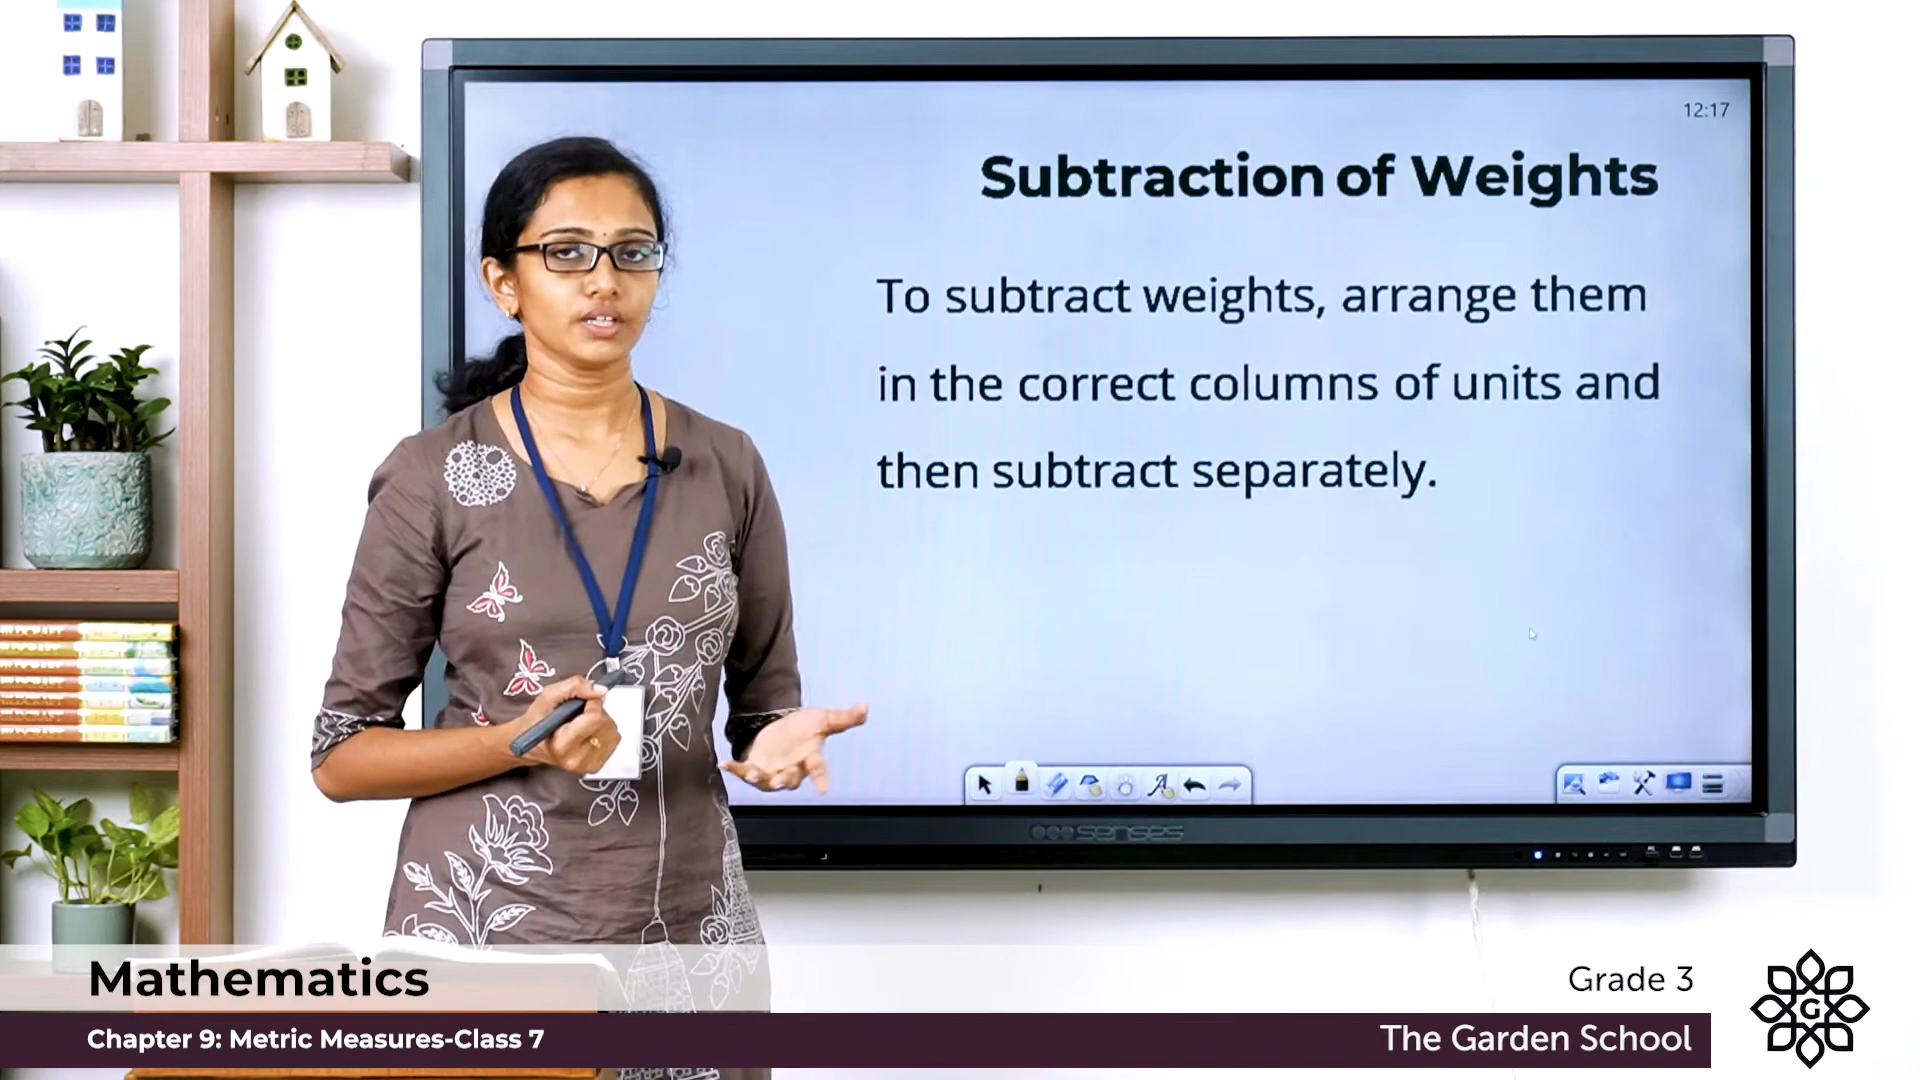 12:17
Subtraction of Weights
To subtract weights, arrange them
in the correct columns of units and
then subtract separately.
Mathematics
Grade 3
Chapter 9: Metric Measures-Class 7
The Garden School
G